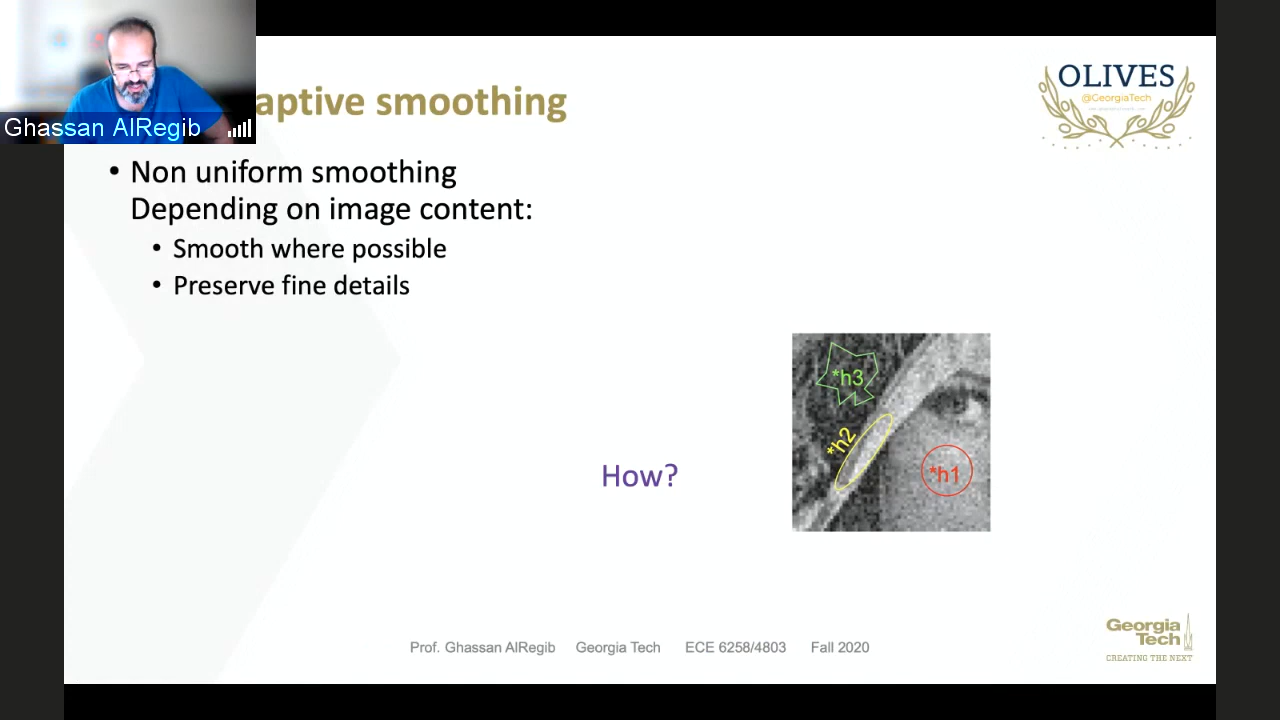 Ghassan AlRegib
aptive smoothing
OLIVES
@GeorgiaTech
• Non uniform smoothing
Depending on image content:
• Smooth where possible
• Preserve fine details
*h3
*h2
*h1
How?
Prof. Ghassan AlRegib Georgia Tech ECE 6258/4803 Fall 2020
Georgia
Tech
CREATING THE NEXT